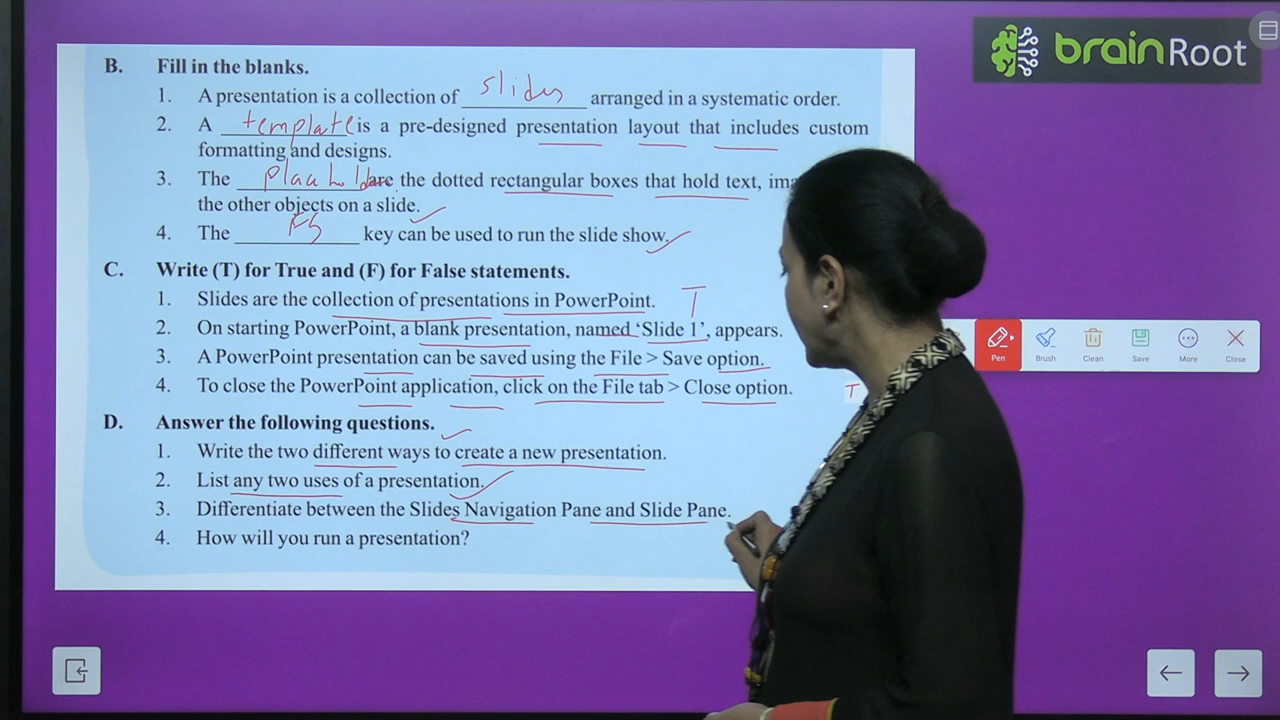 brainRoot
B. Fill in the blanks.
1. A presentation is a collection of slides arranged in a systematic order.
2. A template is a pre-designed presentation layout that includes custom
formatting and designs.
3. The are the dotted rectangular boxes that hold text,
the other objects on a slide.
4. The F5 key can be used to run the slide show.
C. Write (T) for True and (F) for False statements.
1. Slides are the collection of presentations in PowerPoint. T
2. On starting PowerPoint, a blank presentation, named ‘Slide 1’, appears.
3. A PowerPoint presentation can be saved using the File > Save option.
4. To close the PowerPoint application, click on the File tab > Close option. T
D. Answer the following questions.
1. Write the two different ways to create a new presentation.
2. List any two uses of a presentation.
3. Differentiate between the Slides Navigation Pane and Slide Pane.
4. How will you run a presentation?
Pen Brush Clean Save More Close